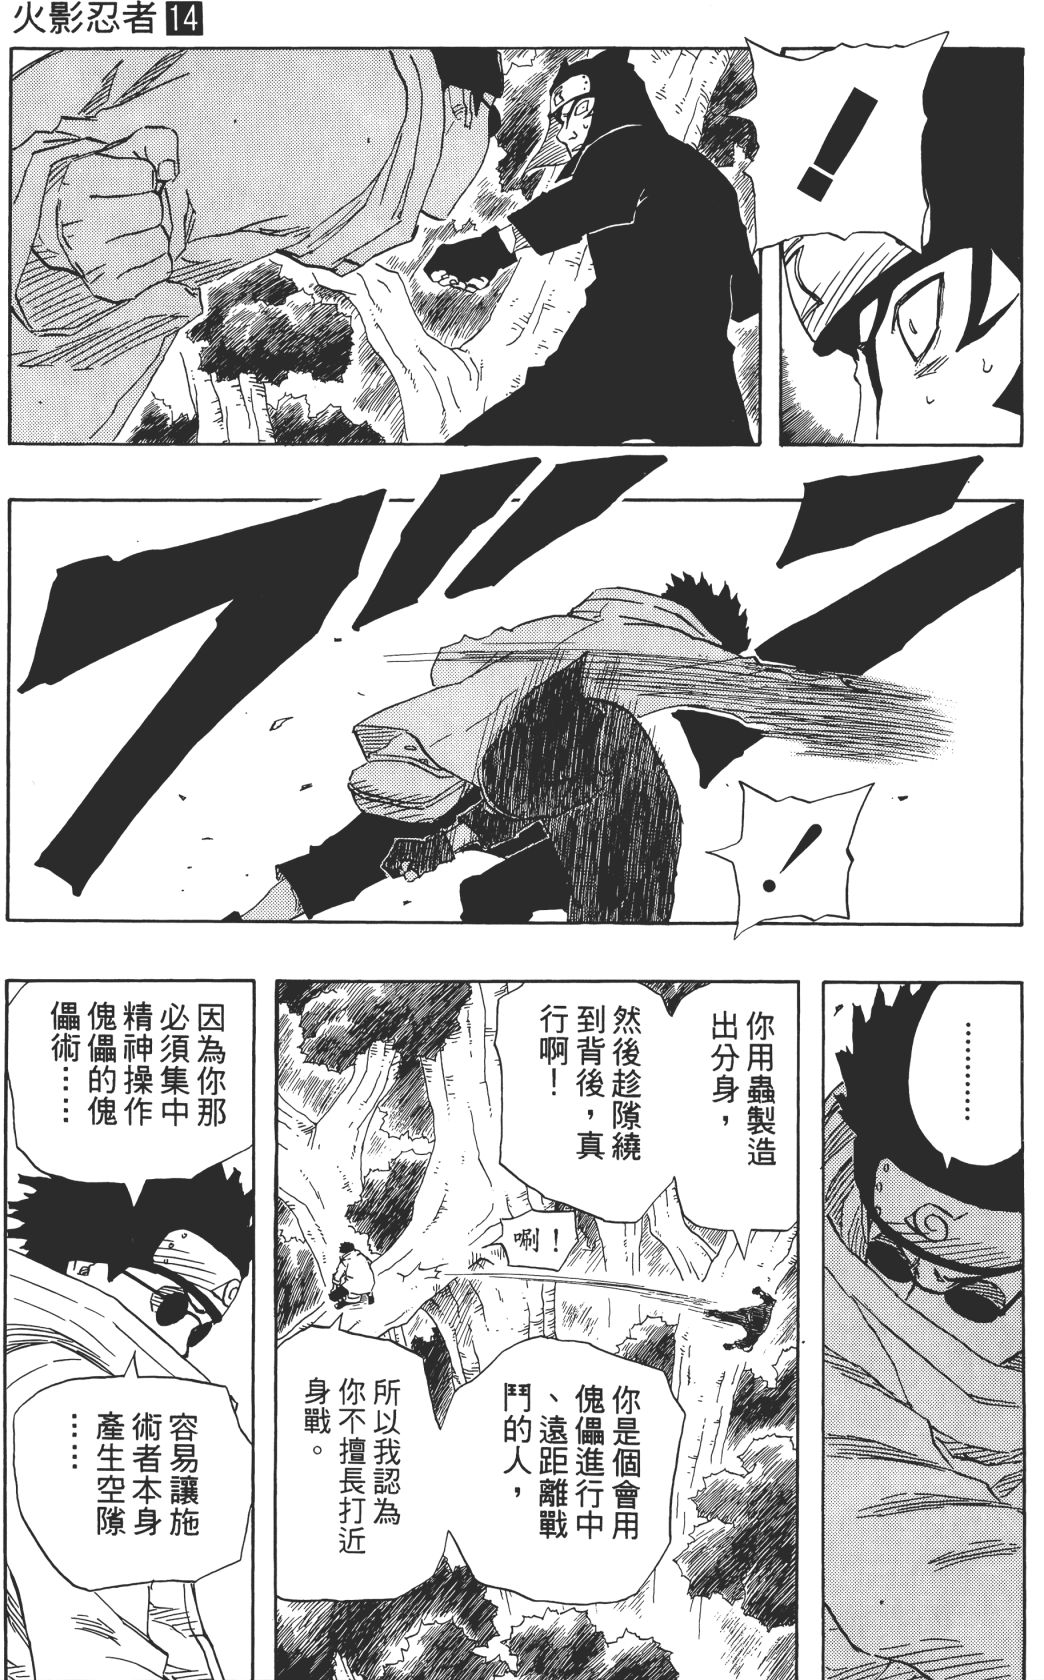 火影忍者 14
!
ブン
!
…………
你用蟲製造
出分身，
然後趁隙繞
到背後，真
行啊！
唰！
你是個會用
傀儡進行中
、遠距離戰
鬥的人，
所以我認為
你不擅長打近
身戰。
因為你那
必須集中
精神操作
傀儡的傀
儡術……
容易讓施
術者本身
產生空隙
……